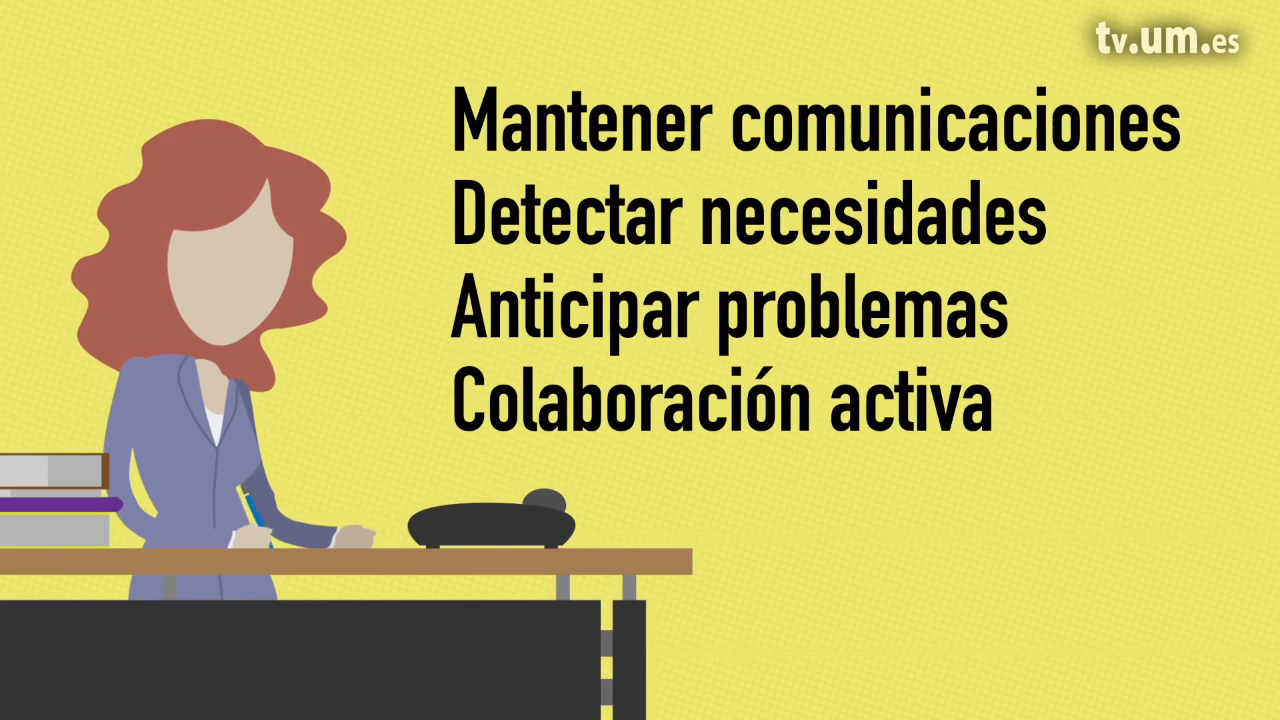 tv.um.es
Mantener comunicaciones
Detectar necesidades
Anticipar problemas
Colaboración activa